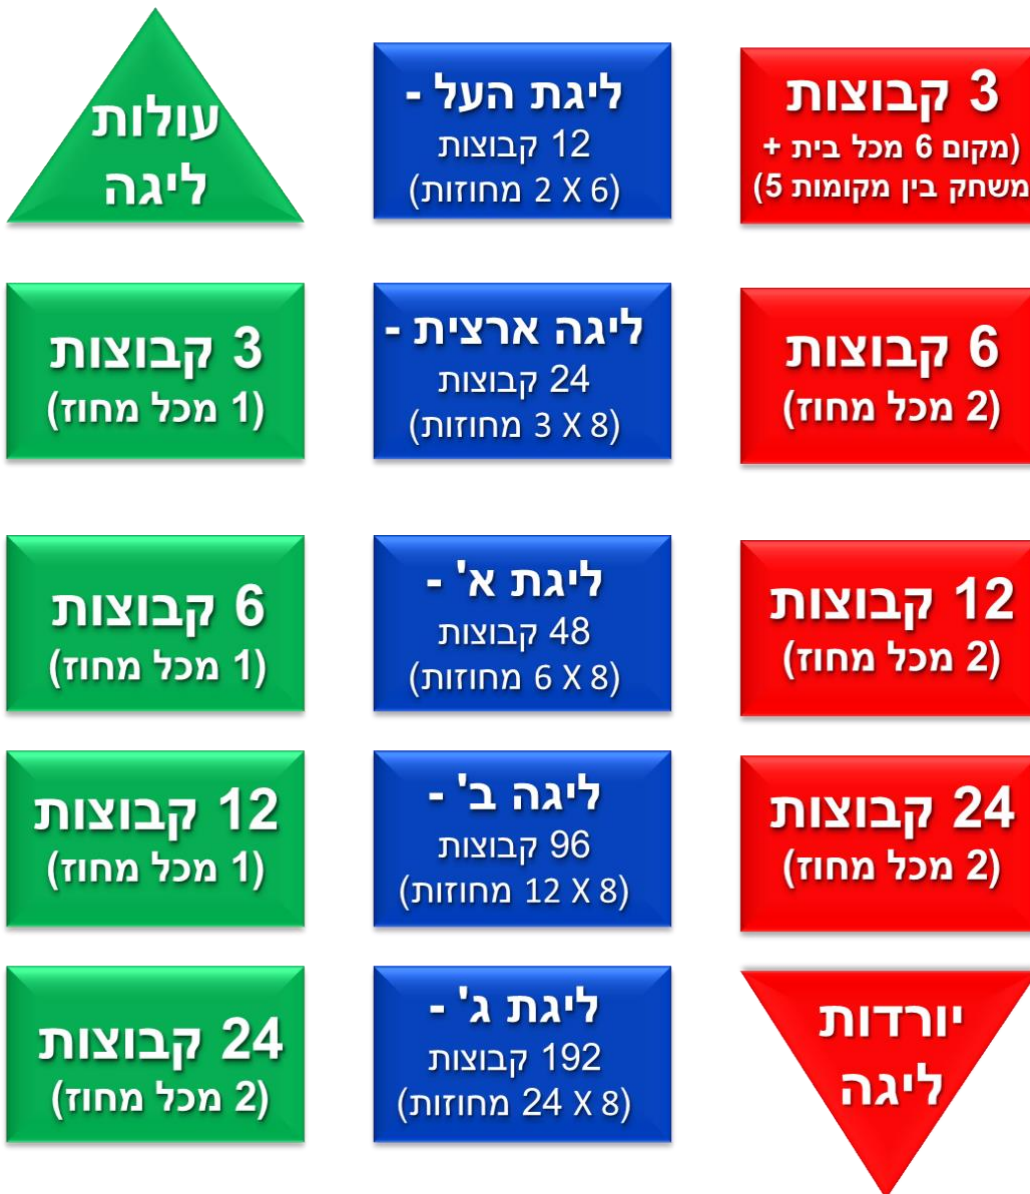 3 קבוצות
(מקום 6 מכל בית +
משחק בין מקומות 5)
ליגת העל -
12 קבוצות
(6 X 2 מחוזות)
עולות
ליגה
6 קבוצות
(2 מכל מחוז)
ליגה ארצית -
24 קבוצות
(8 X 3 מחוזות)
3 קבוצות
(1 מכל מחוז)
12 קבוצות
(2 מכל מחוז)
ליגת א' -
48 קבוצות
(8 X 6 מחוזות)
6 קבוצות
(1 מכל מחוז)
24 קבוצות
(2 מכל מחוז)
ליגה ב' -
96 קבוצות
(8 X 12 מחוזות)
12 קבוצות
(1 מכל מחוז)
יורדות
ליגה
ליגת ג' -
192 קבוצות
(8 X 24 מחוזות)
24 קבוצות
(2 מכל מחוז)